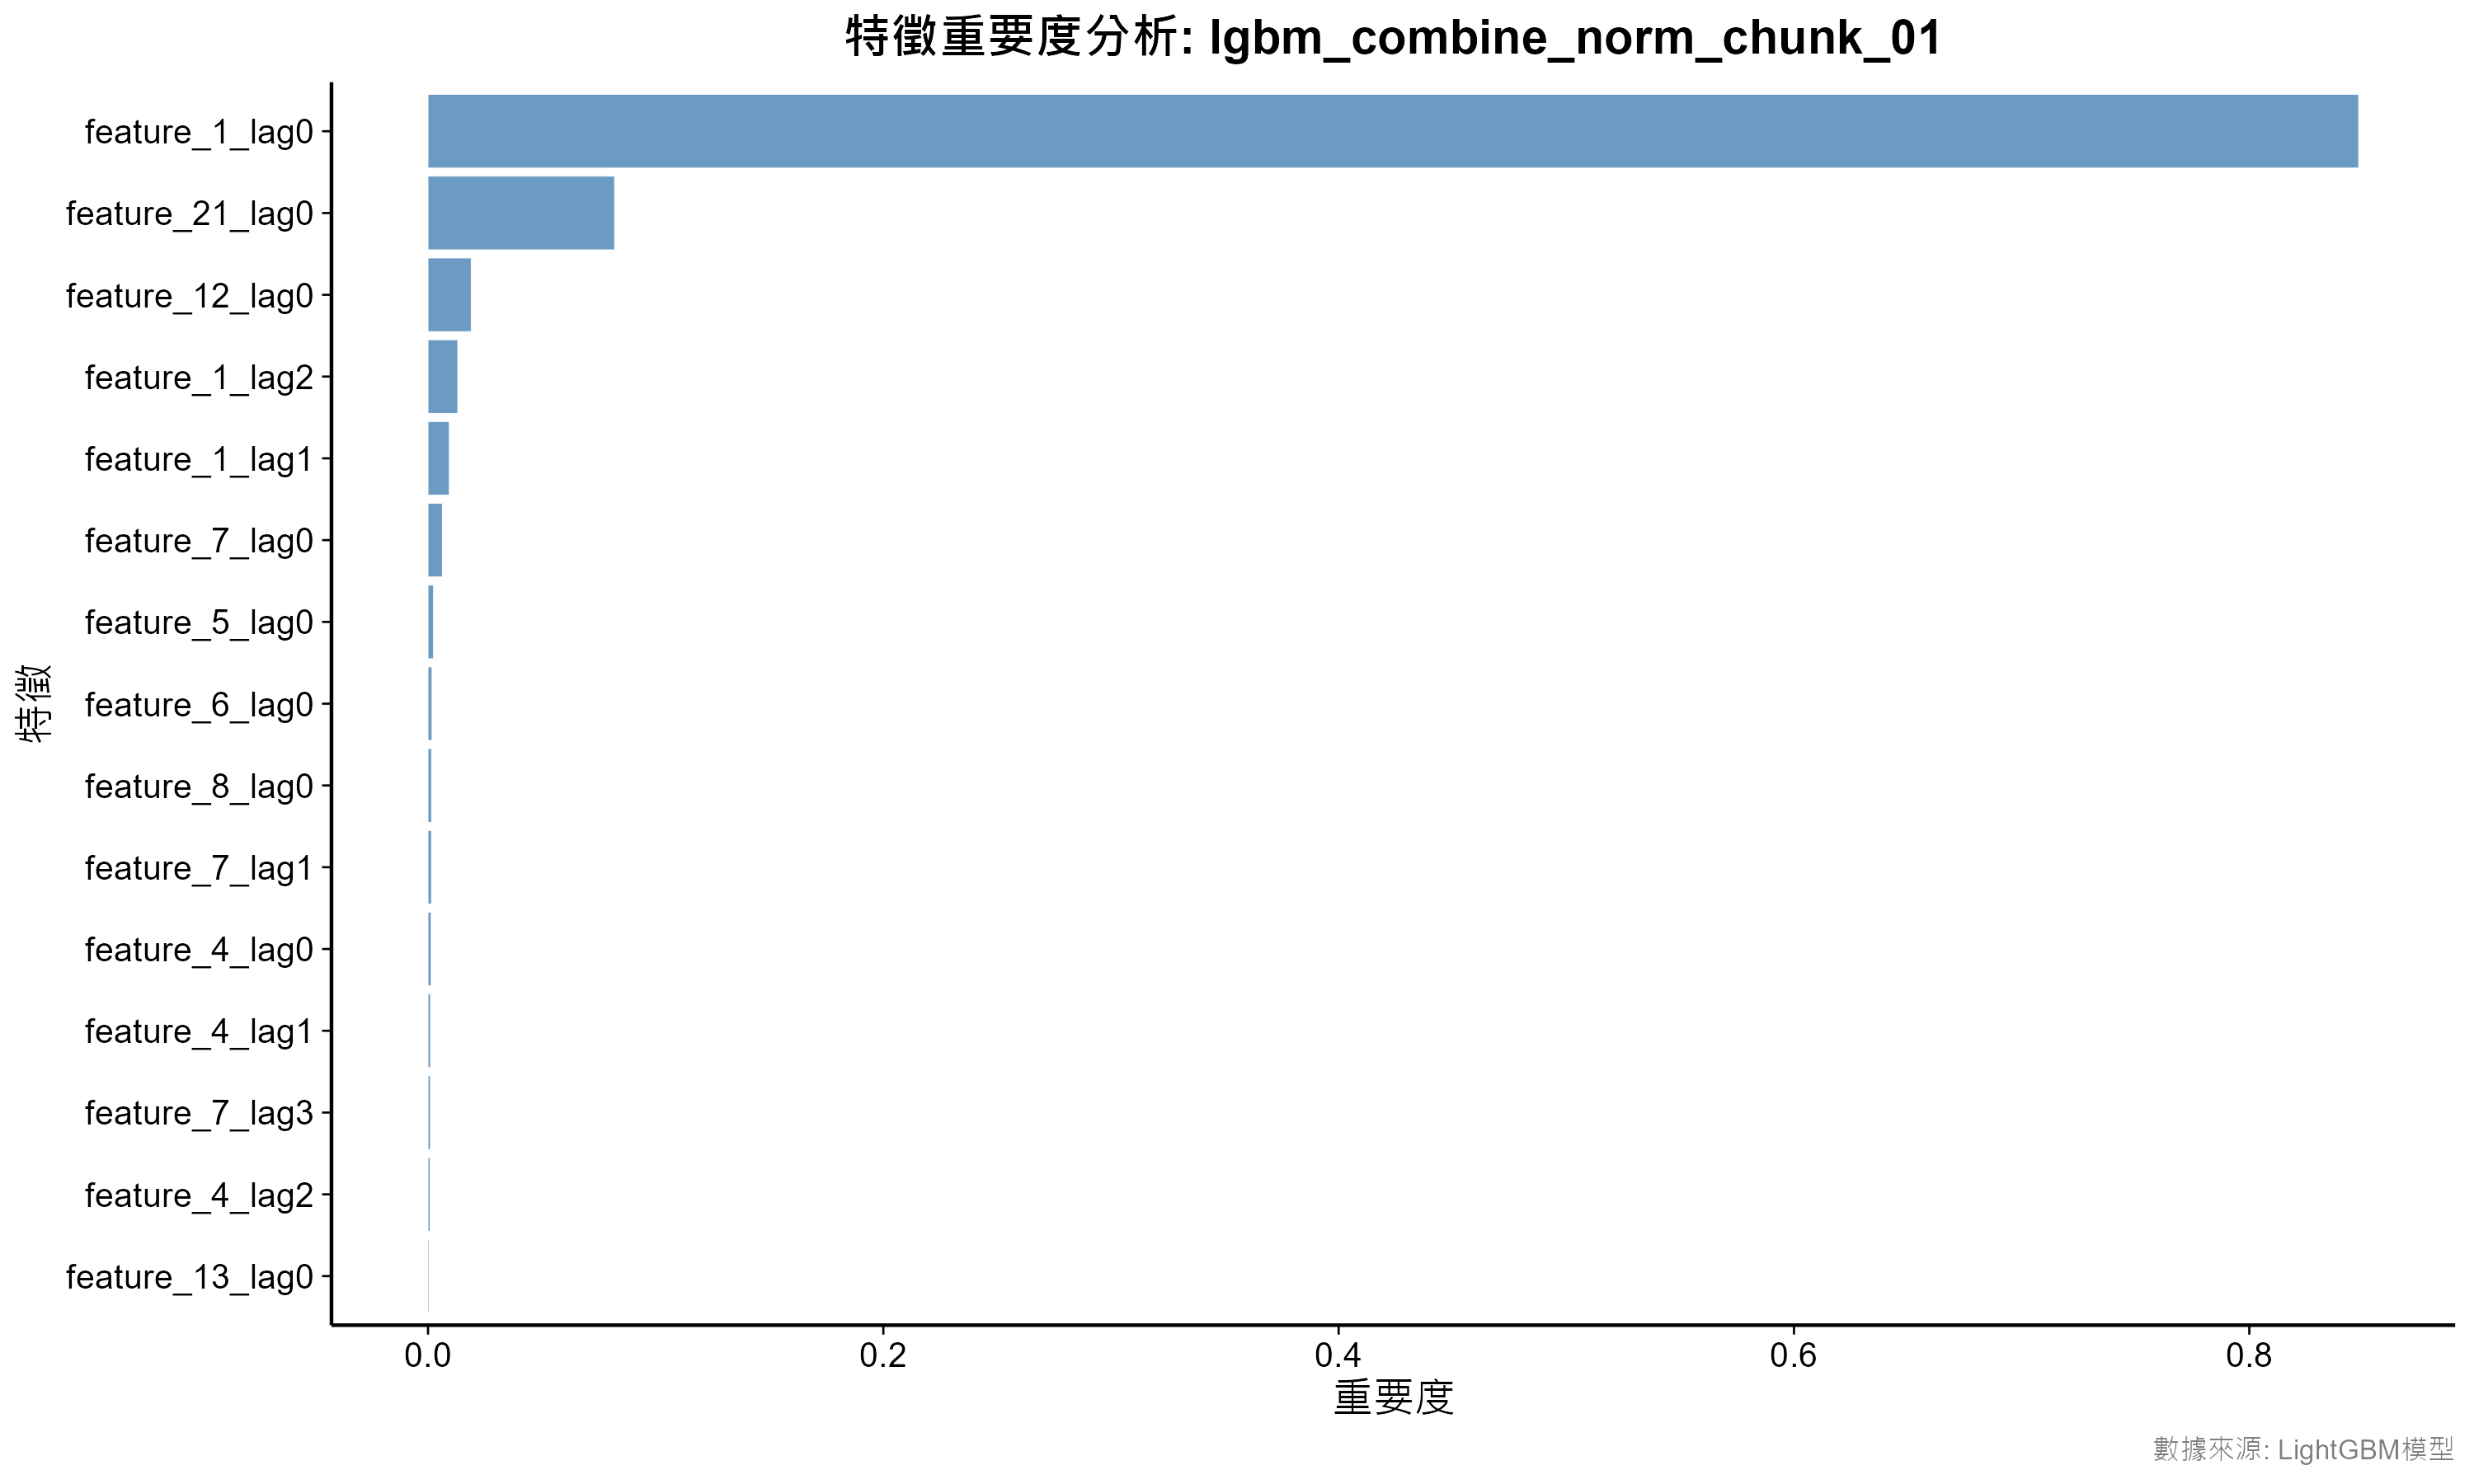 特徵重要度分析: lgbm_combine_norm_chunk_01
feature_1_lag0
feature_21_lag0
feature_12_lag0
feature_1_lag2
feature_1_lag1
feature_7_lag0
feature_5_lag0
feature_6_lag0
feature_8_lag0
feature_7_lag1
feature_4_lag0
feature_4_lag1
feature_7_lag3
feature_4_lag2
feature_13_lag0
特徵
0.0 0.2 0.4 0.6 0.8
重要度
數據來源: LightGBM模型